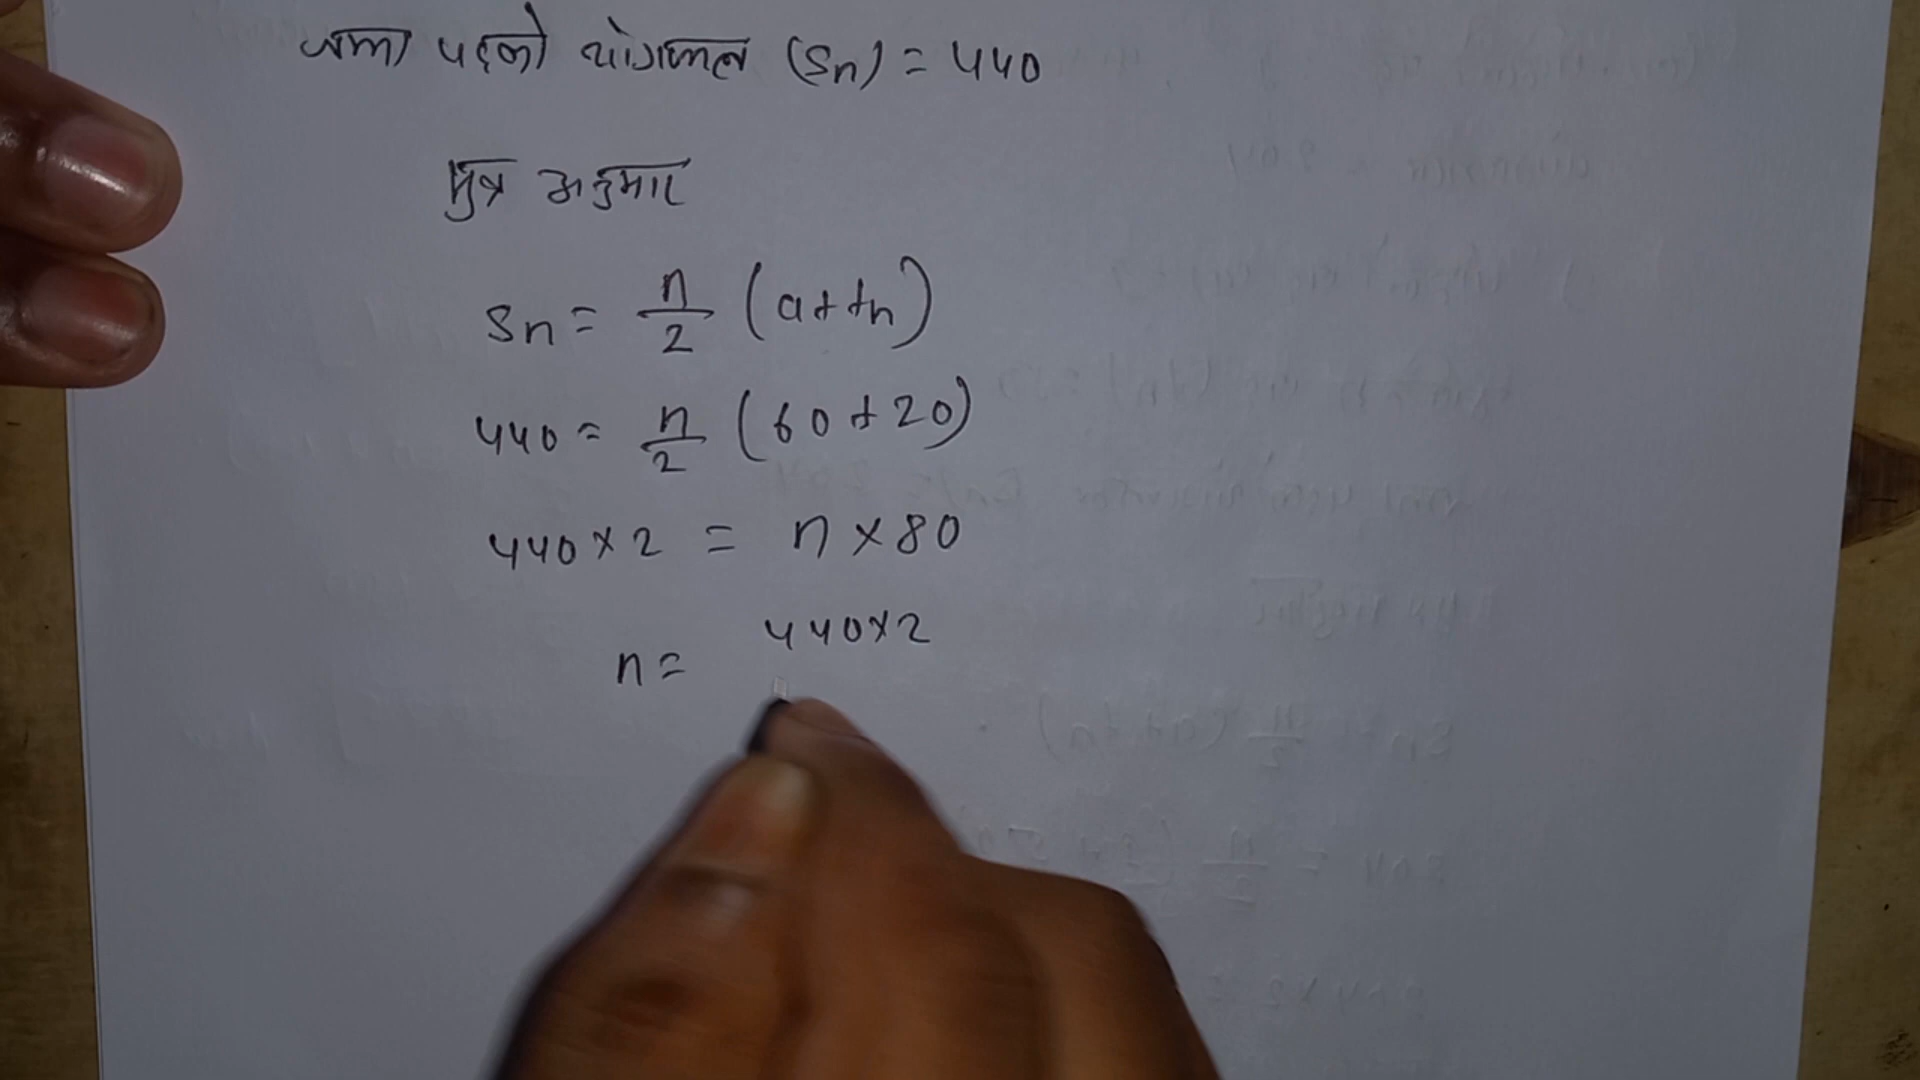 जम्मा पदको योगफल (Sn) = 440
सुत्र अनुसार
Sn = n/2 (a + tn)
440 = n/2 (60 + 20)
440 × 2 = n × 80
n = 440×2